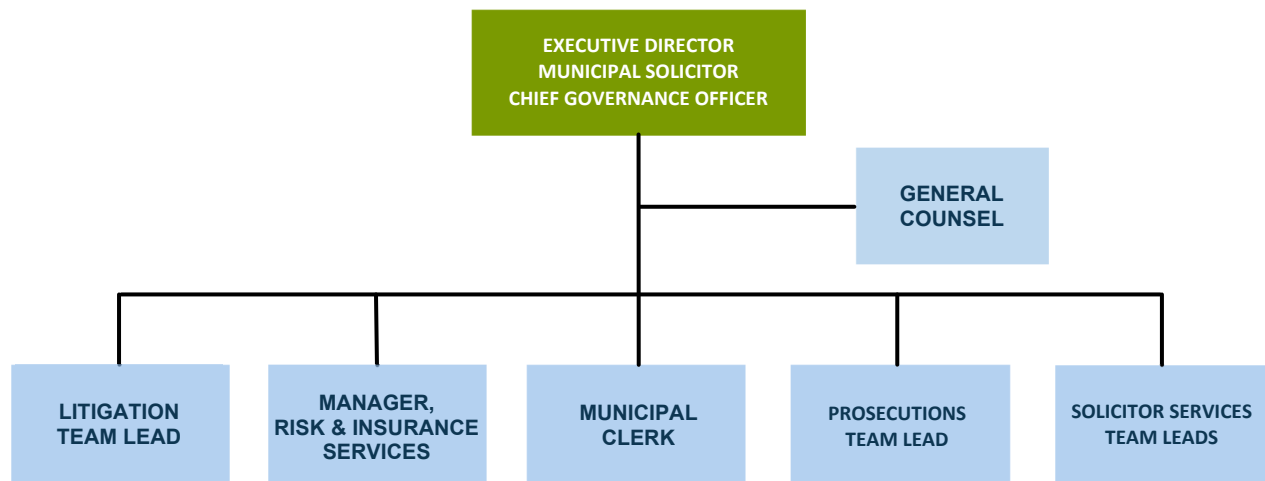 EXECUTIVE DIRECTOR
MUNICIPAL SOLICITOR
CHIEF GOVERNANCE OFFICER
GENERAL
COUNSEL
LITIGATION
TEAM LEAD
MANAGER,
RISK & INSURANCE
SERVICES
MUNICIPAL
CLERK
PROSECUTIONS
TEAM LEAD
SOLICITOR SERVICES
TEAM LEADS